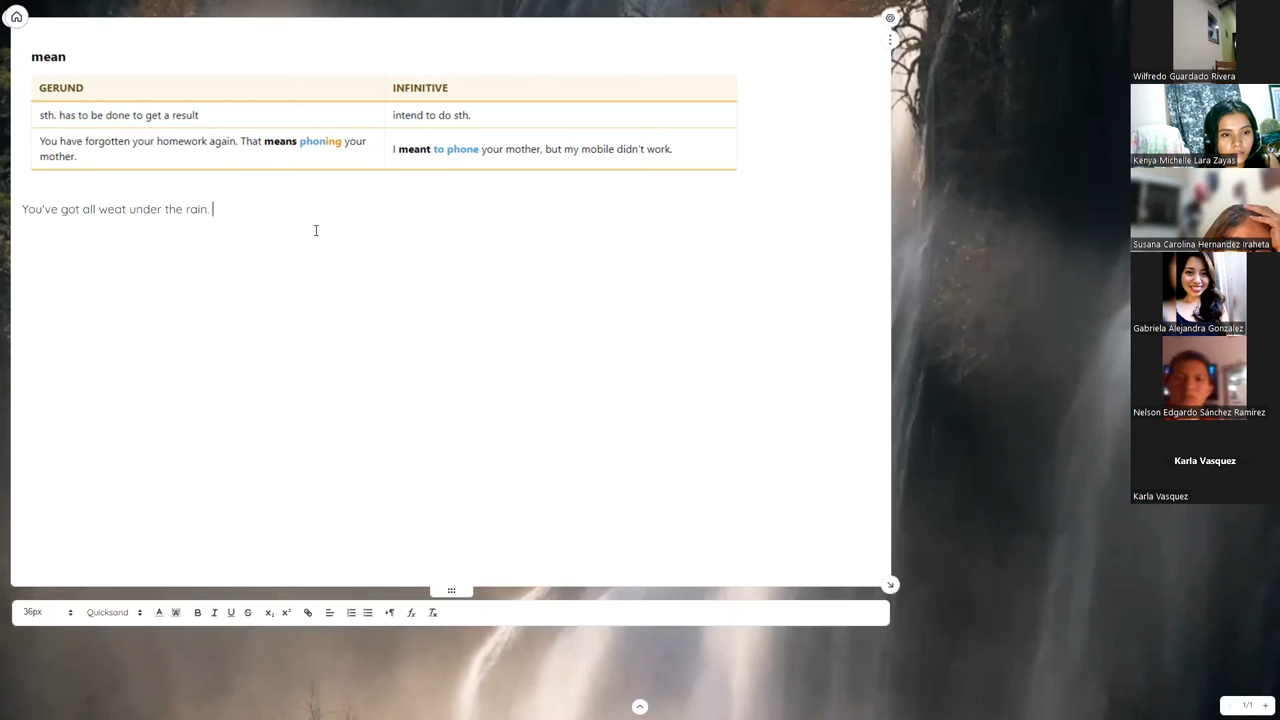 mean
GERUND INFINITIVE
sth. has to be done to get a result intend to do sth.
You have forgotten your homework again. That means phoning your
mother.
I meant to phone your mother, but my mobile didn't work.
You've got all weat under the rain.
36px Quicksand
Wilfredo Guardado Rivera
Kenya Michelle Lara Zayas
Susana Carolina Hernandez Iraheta
Gabriela Alejandra Gonzalez
Nelson Edgardo Sánchez Ramírez
Karla Vasquez
Karla Vasquez
1/1